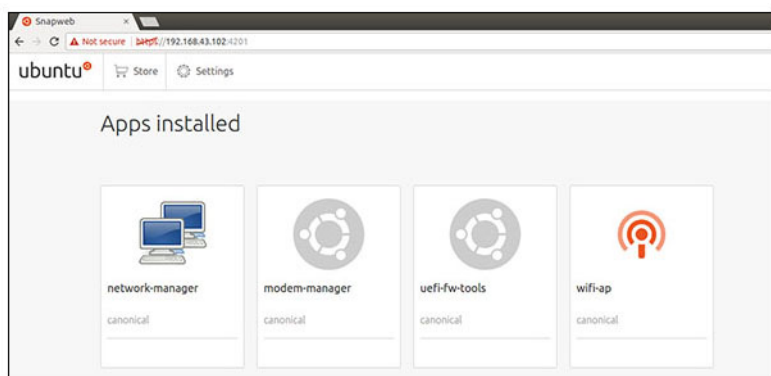 Snapweb
Not secure https://192.168.43.102:4201
ubuntu Store Settings
Apps installed
network-manager modem-manager uefi-fw-tools wifi-ap
canonical canonical canonical canonical